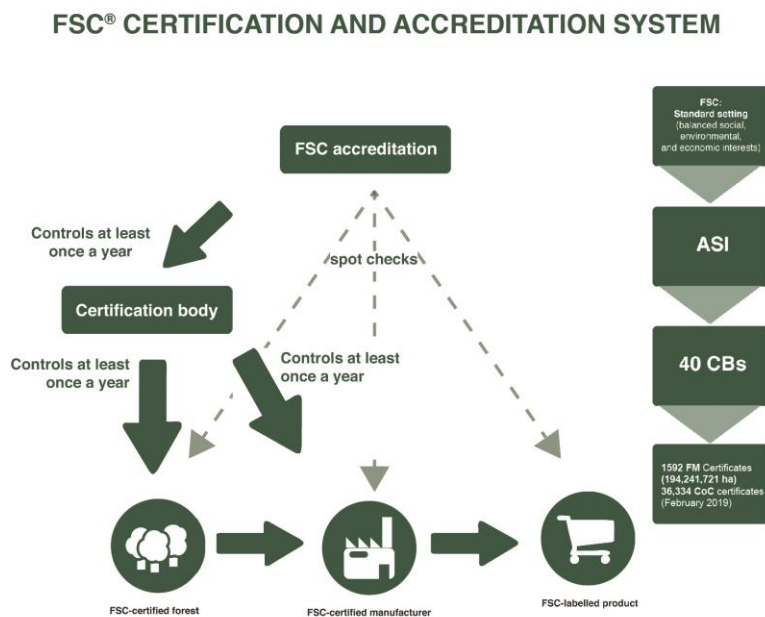 FSC® CERTIFICATION AND ACCREDITATION SYSTEM
FSC accreditation
Controls at least
once a year
spot checks
Certification body
Controls at least
once a year
Controls at least
once a year
FSC-certified forest
FSC-certified manufacturer
FSC-labelled product
FSC:
Standard setting
(balanced social,
environmental,
and economic interests)
ASI
40 CBs
1592 FM Certificates
(194,241,721 ha)
36,334 CoC certificates
(February 2019)